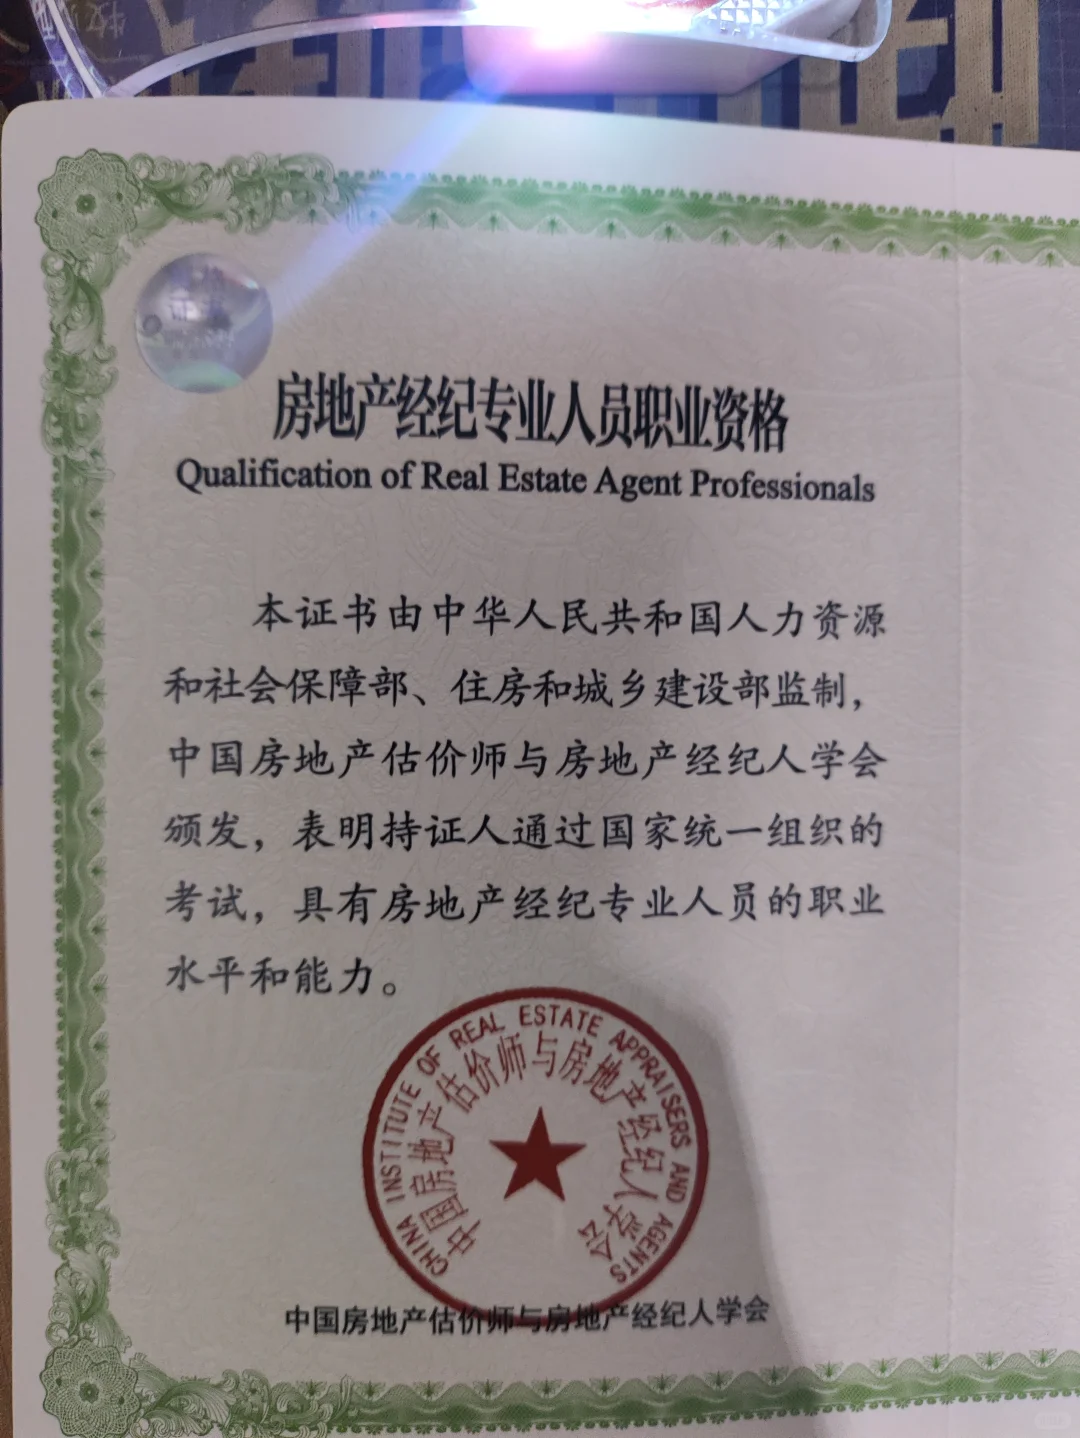 房地产经纪专业人员职业资格
Qualification of Real Estate Agent Professionals
本证书由中华人民共和国人力资源
和社会保障部、住房和城乡建设部监制，
中国房地产估价师与房地产经纪人学会
颁发，表明持证人通过国家统一组织的
考试，具有房地产经纪专业人员的职业
水平和能力。
CHINA INSTITUTE OF REAL ESTATE APPRAISERS AND AGENTS
中国房地产估价师与房地产经纪人学会
中国房地产估价师与房地产经纪人学会